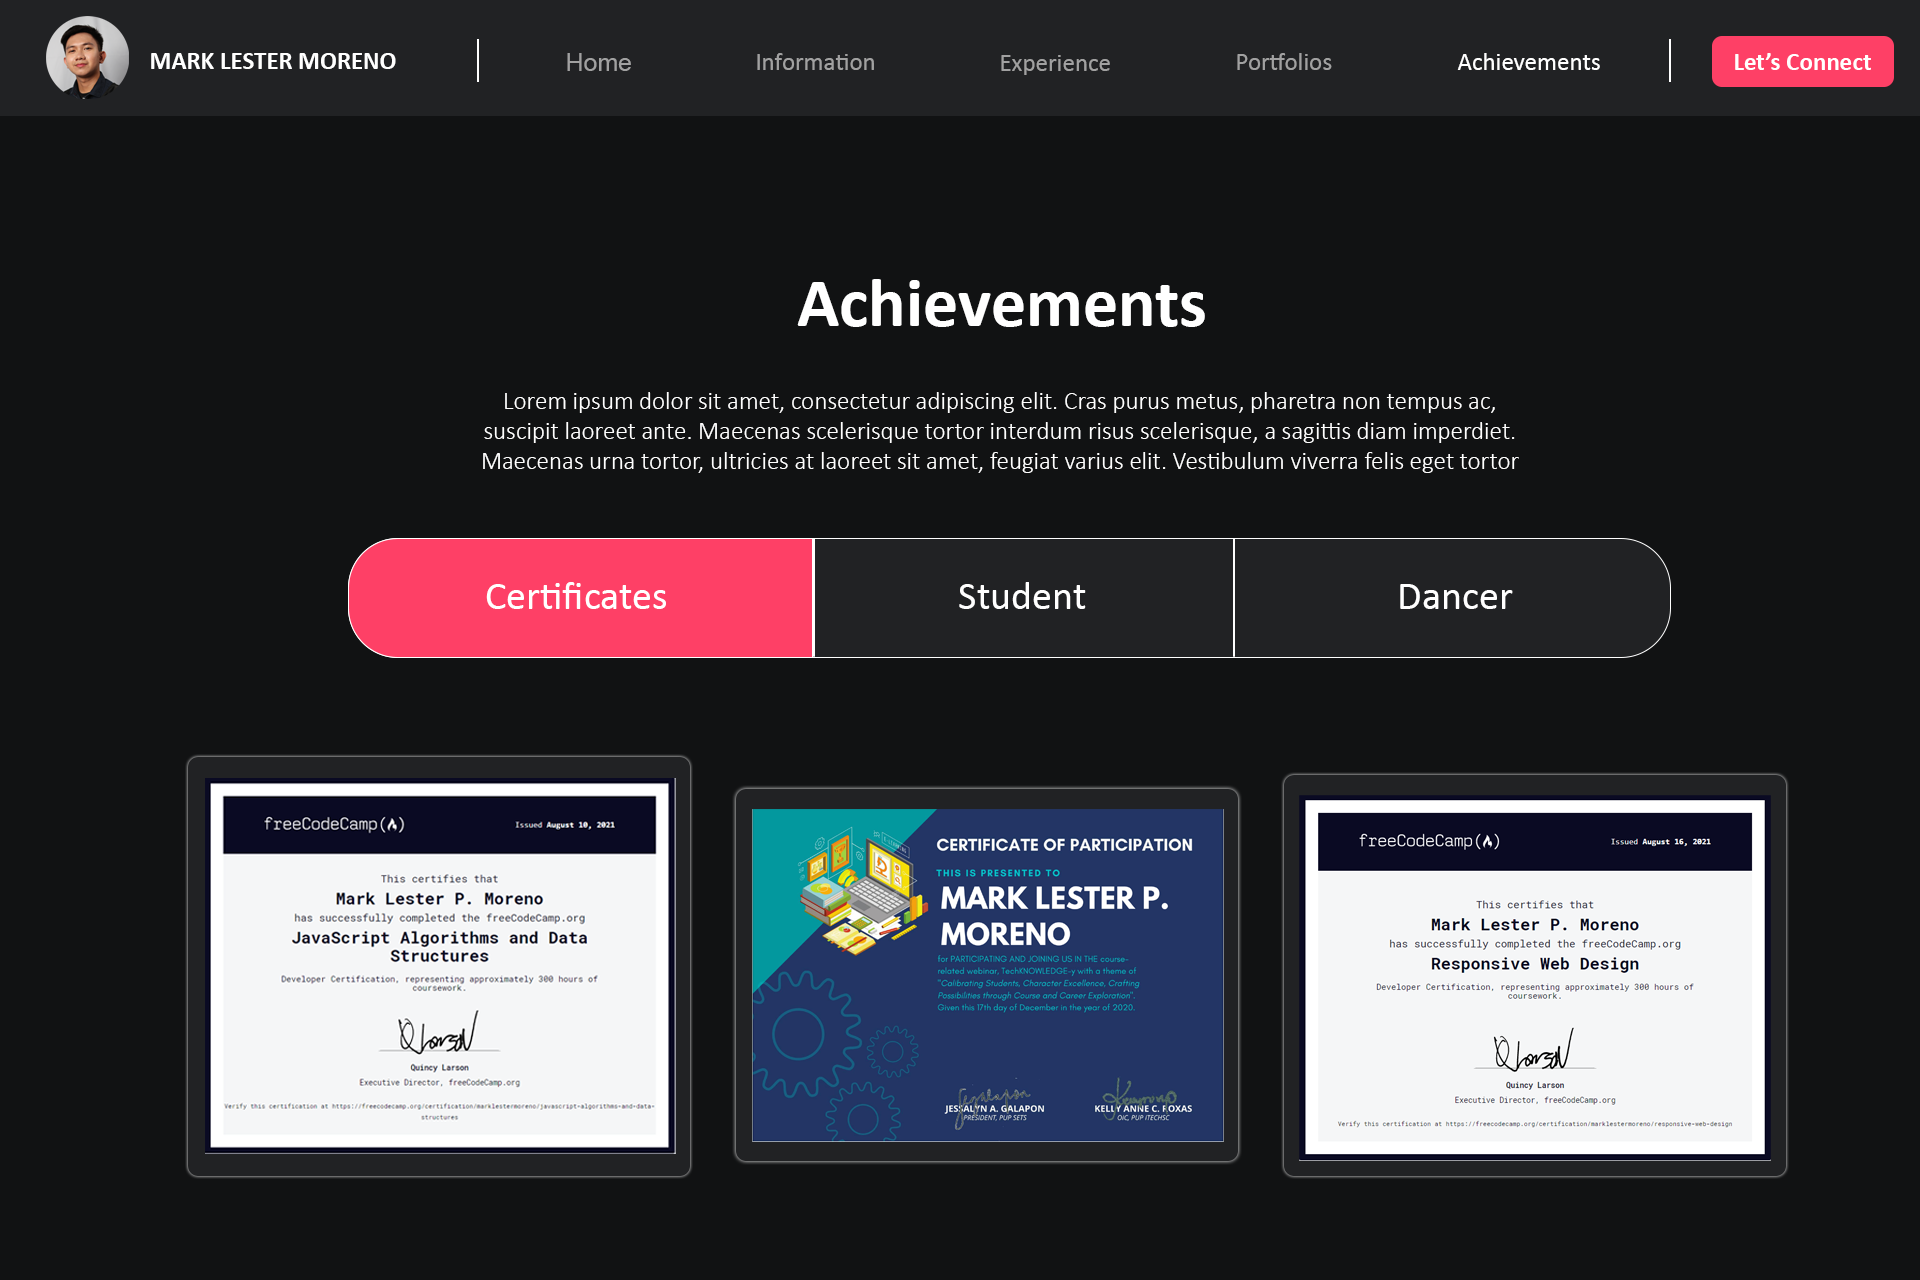 MARK LESTER MORENO
Home
Information
Experience
Portfolios
Achievements
Let's Connect
Achievements
Lorem ipsum dolor sit amet, consectetur adipiscing elit. Cras purus metus, pharetra non tempus ac,
suscipit laoreet ante. Maecenas scelerisque tortor interdum risus scelerisque, a sagittis diam imperdiet.
Maecenas urna tortor, ultricies at laoreet sit amet, feugiat varius elit. Vestibulum viverra felis eget tortor
Certificates
Student
Dancer
freeCodeCamp
Issued August 10, 2021
This certifies that
Mark Lester P. Moreno
has successfully completed the freeCodeCamp.org
JavaScript Algorithms and Data
Structures
Developer Certification, representing approximately 300 hours of
coursework.
Quincy Larson
Executive Director, freeCodeCamp.org
Verify this certification at https://freecodecamp.org/certification/marklestermoreno/javascript-algorithms-and-data-
structures
CERTIFICATE OF PARTICIPATION
THIS IS PRESENTED TO
MARK LESTER P.
MORENO
for PARTICIPATING AND JOINING US IN THE course-
related webinar, TechKNOWLEDGE-y with a theme of
"Calibrating Students, Character Excellence, Crafting
Possibilities through Course and Career Exploration".
Given this 17th day of December in the year of 2020.
JESSALYN A. GALAPON
PRESIDENT, PUP SETS
KELLY ANNE C. ROXAS
OIC, PUP ITECHSC
freeCodeCamp
Issued August 16, 2021
This certifies that
Mark Lester P. Moreno
has successfully completed the freeCodeCamp.org
Responsive Web Design
Developer Certification, representing approximately 300 hours of
coursework.
Quincy Larson
Executive Director, freeCodeCamp.org
Verify this certification at https://freecodecamp.org/certification/marklestermoreno/responsive-web-design